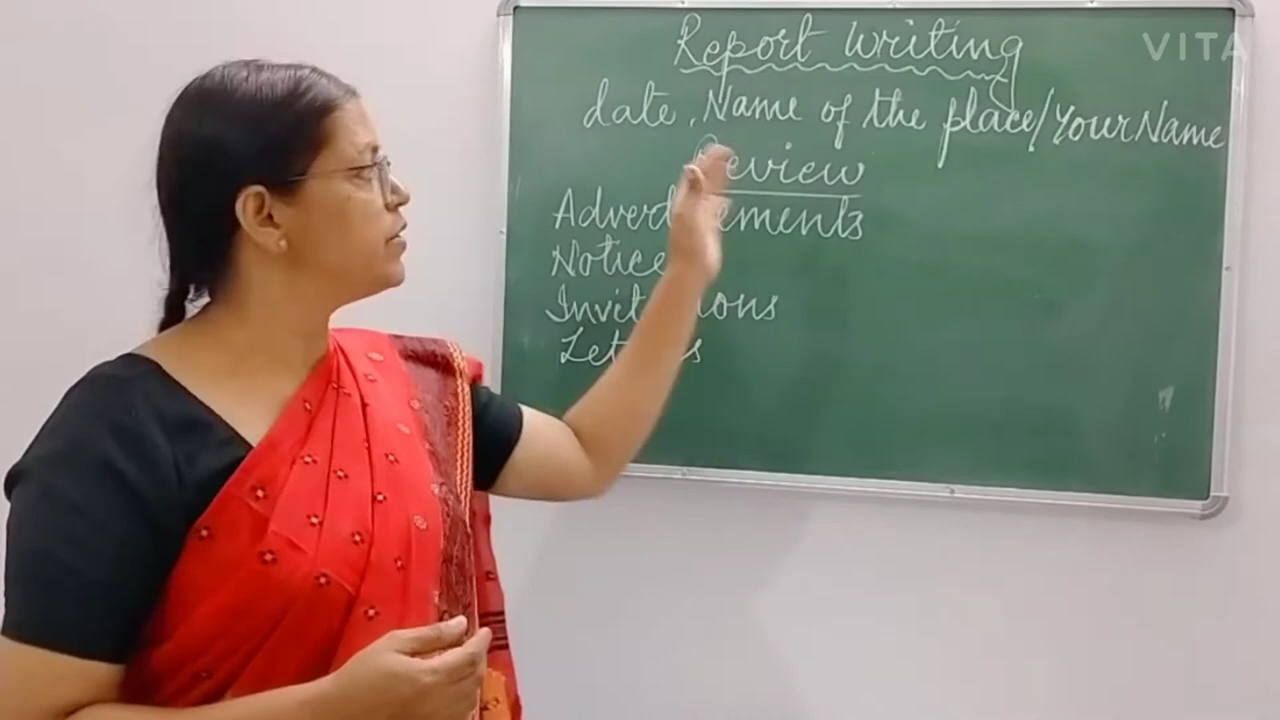 Report Writing
date, Name of the place/Your Name
Review
Advertisements
Notice
Invitations
Letters
VITA